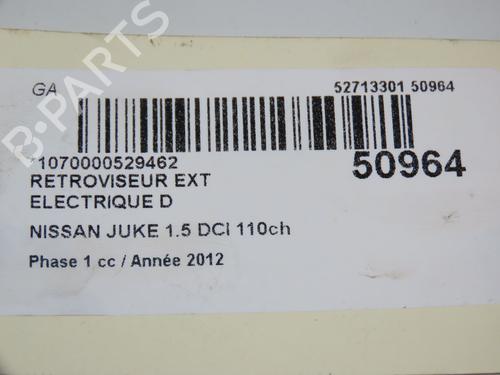 B-PARTS
GA 52713301 50964
*1070000529462 50964
RETROVISEUR EXT
ELECTRIQUE D
NISSAN JUKE 1.5 DCI 110ch
Phase 1 cc / Année 2012